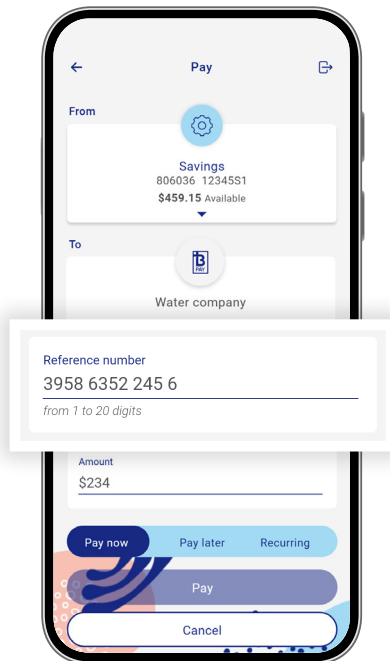 Pay
From
Savings
806036 12345S1
$459.15 Available
To
B
PAY
Water company
Reference number
3958 6352 245 6
from 1 to 20 digits
Amount
$234
Pay now Pay later Recurring
Pay
Cancel